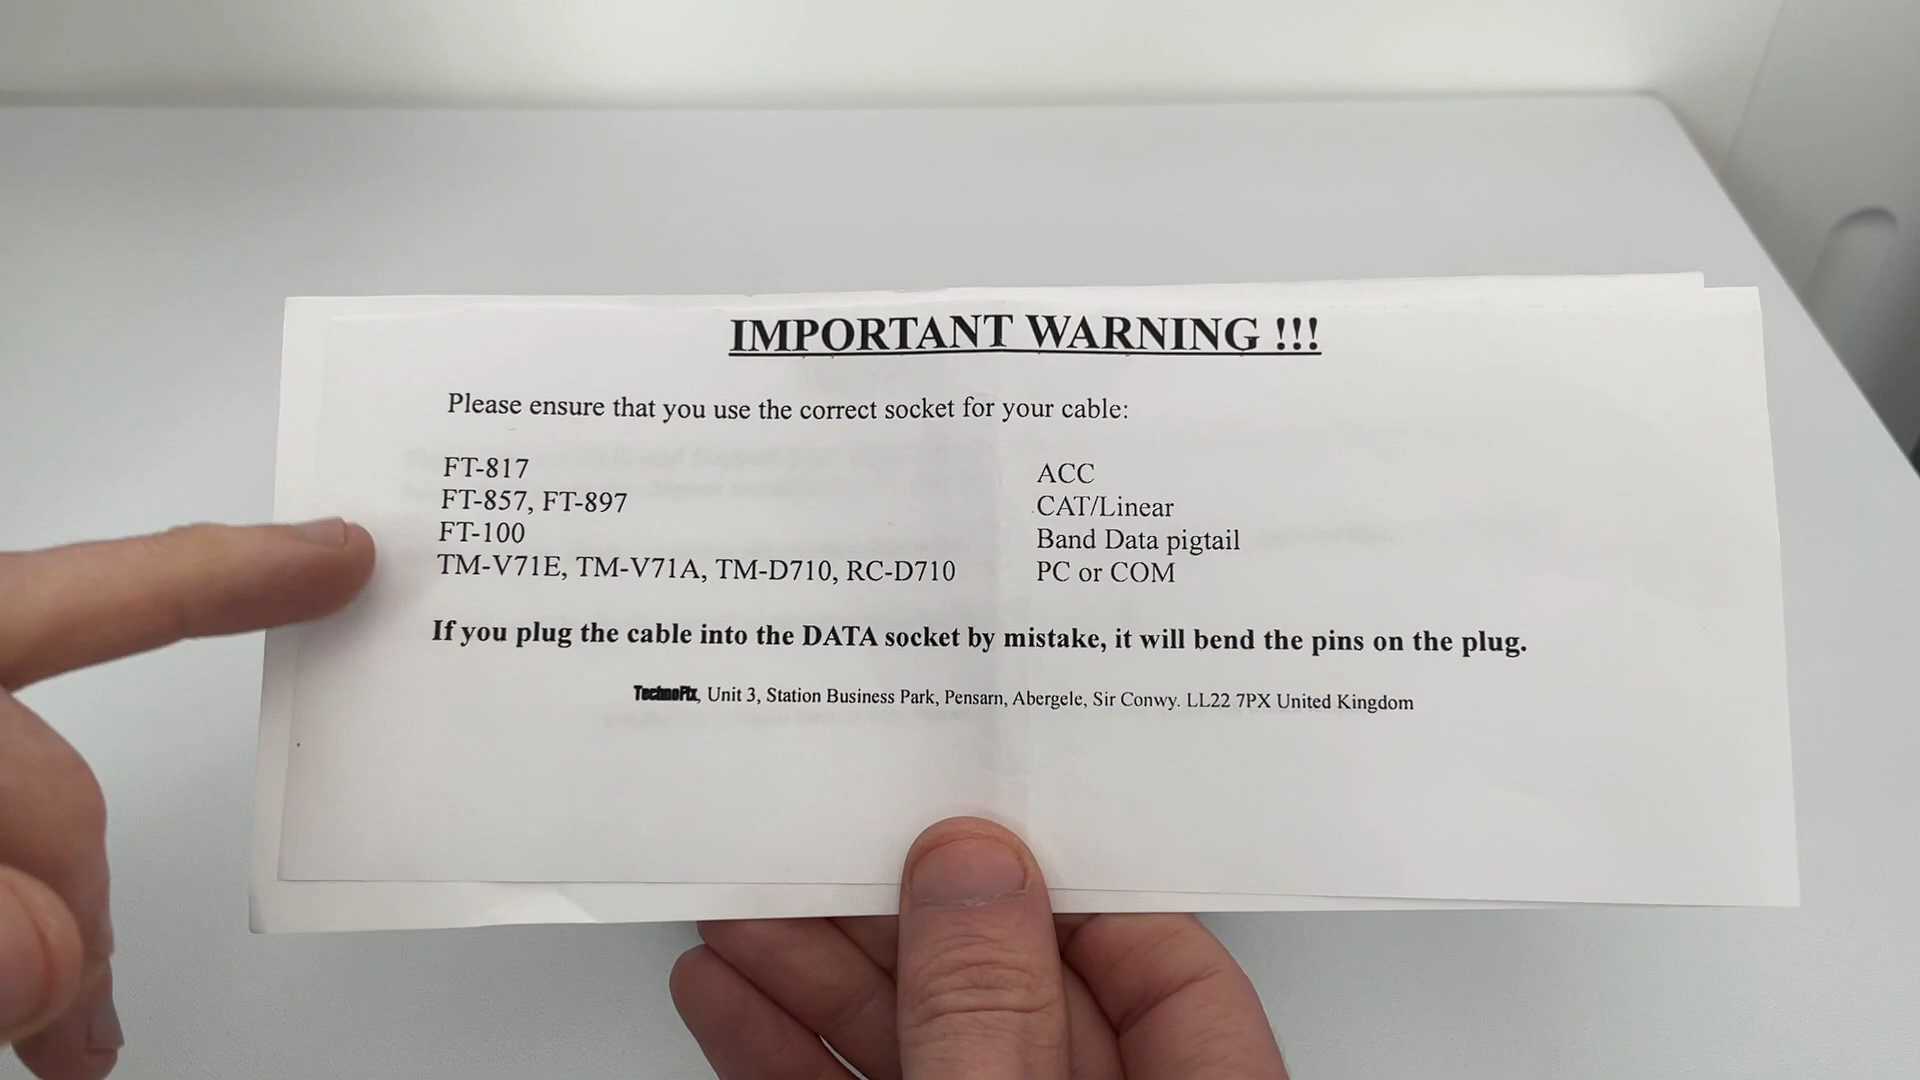 IMPORTANT WARNING !!!
Please ensure that you use the correct socket for your cable:
FT-817 ACC
FT-857, FT-897 CAT/Linear
FT-100 Band Data pigtail
TM-V71E, TM-V71A, TM-D710, RC-D710 PC or COM
If you plug the cable into the DATA socket by mistake, it will bend the pins on the plug.
TechnoFix, Unit 3, Station Business Park, Pensarn, Abergele, Sir Conwy. LL22 7PX United Kingdom